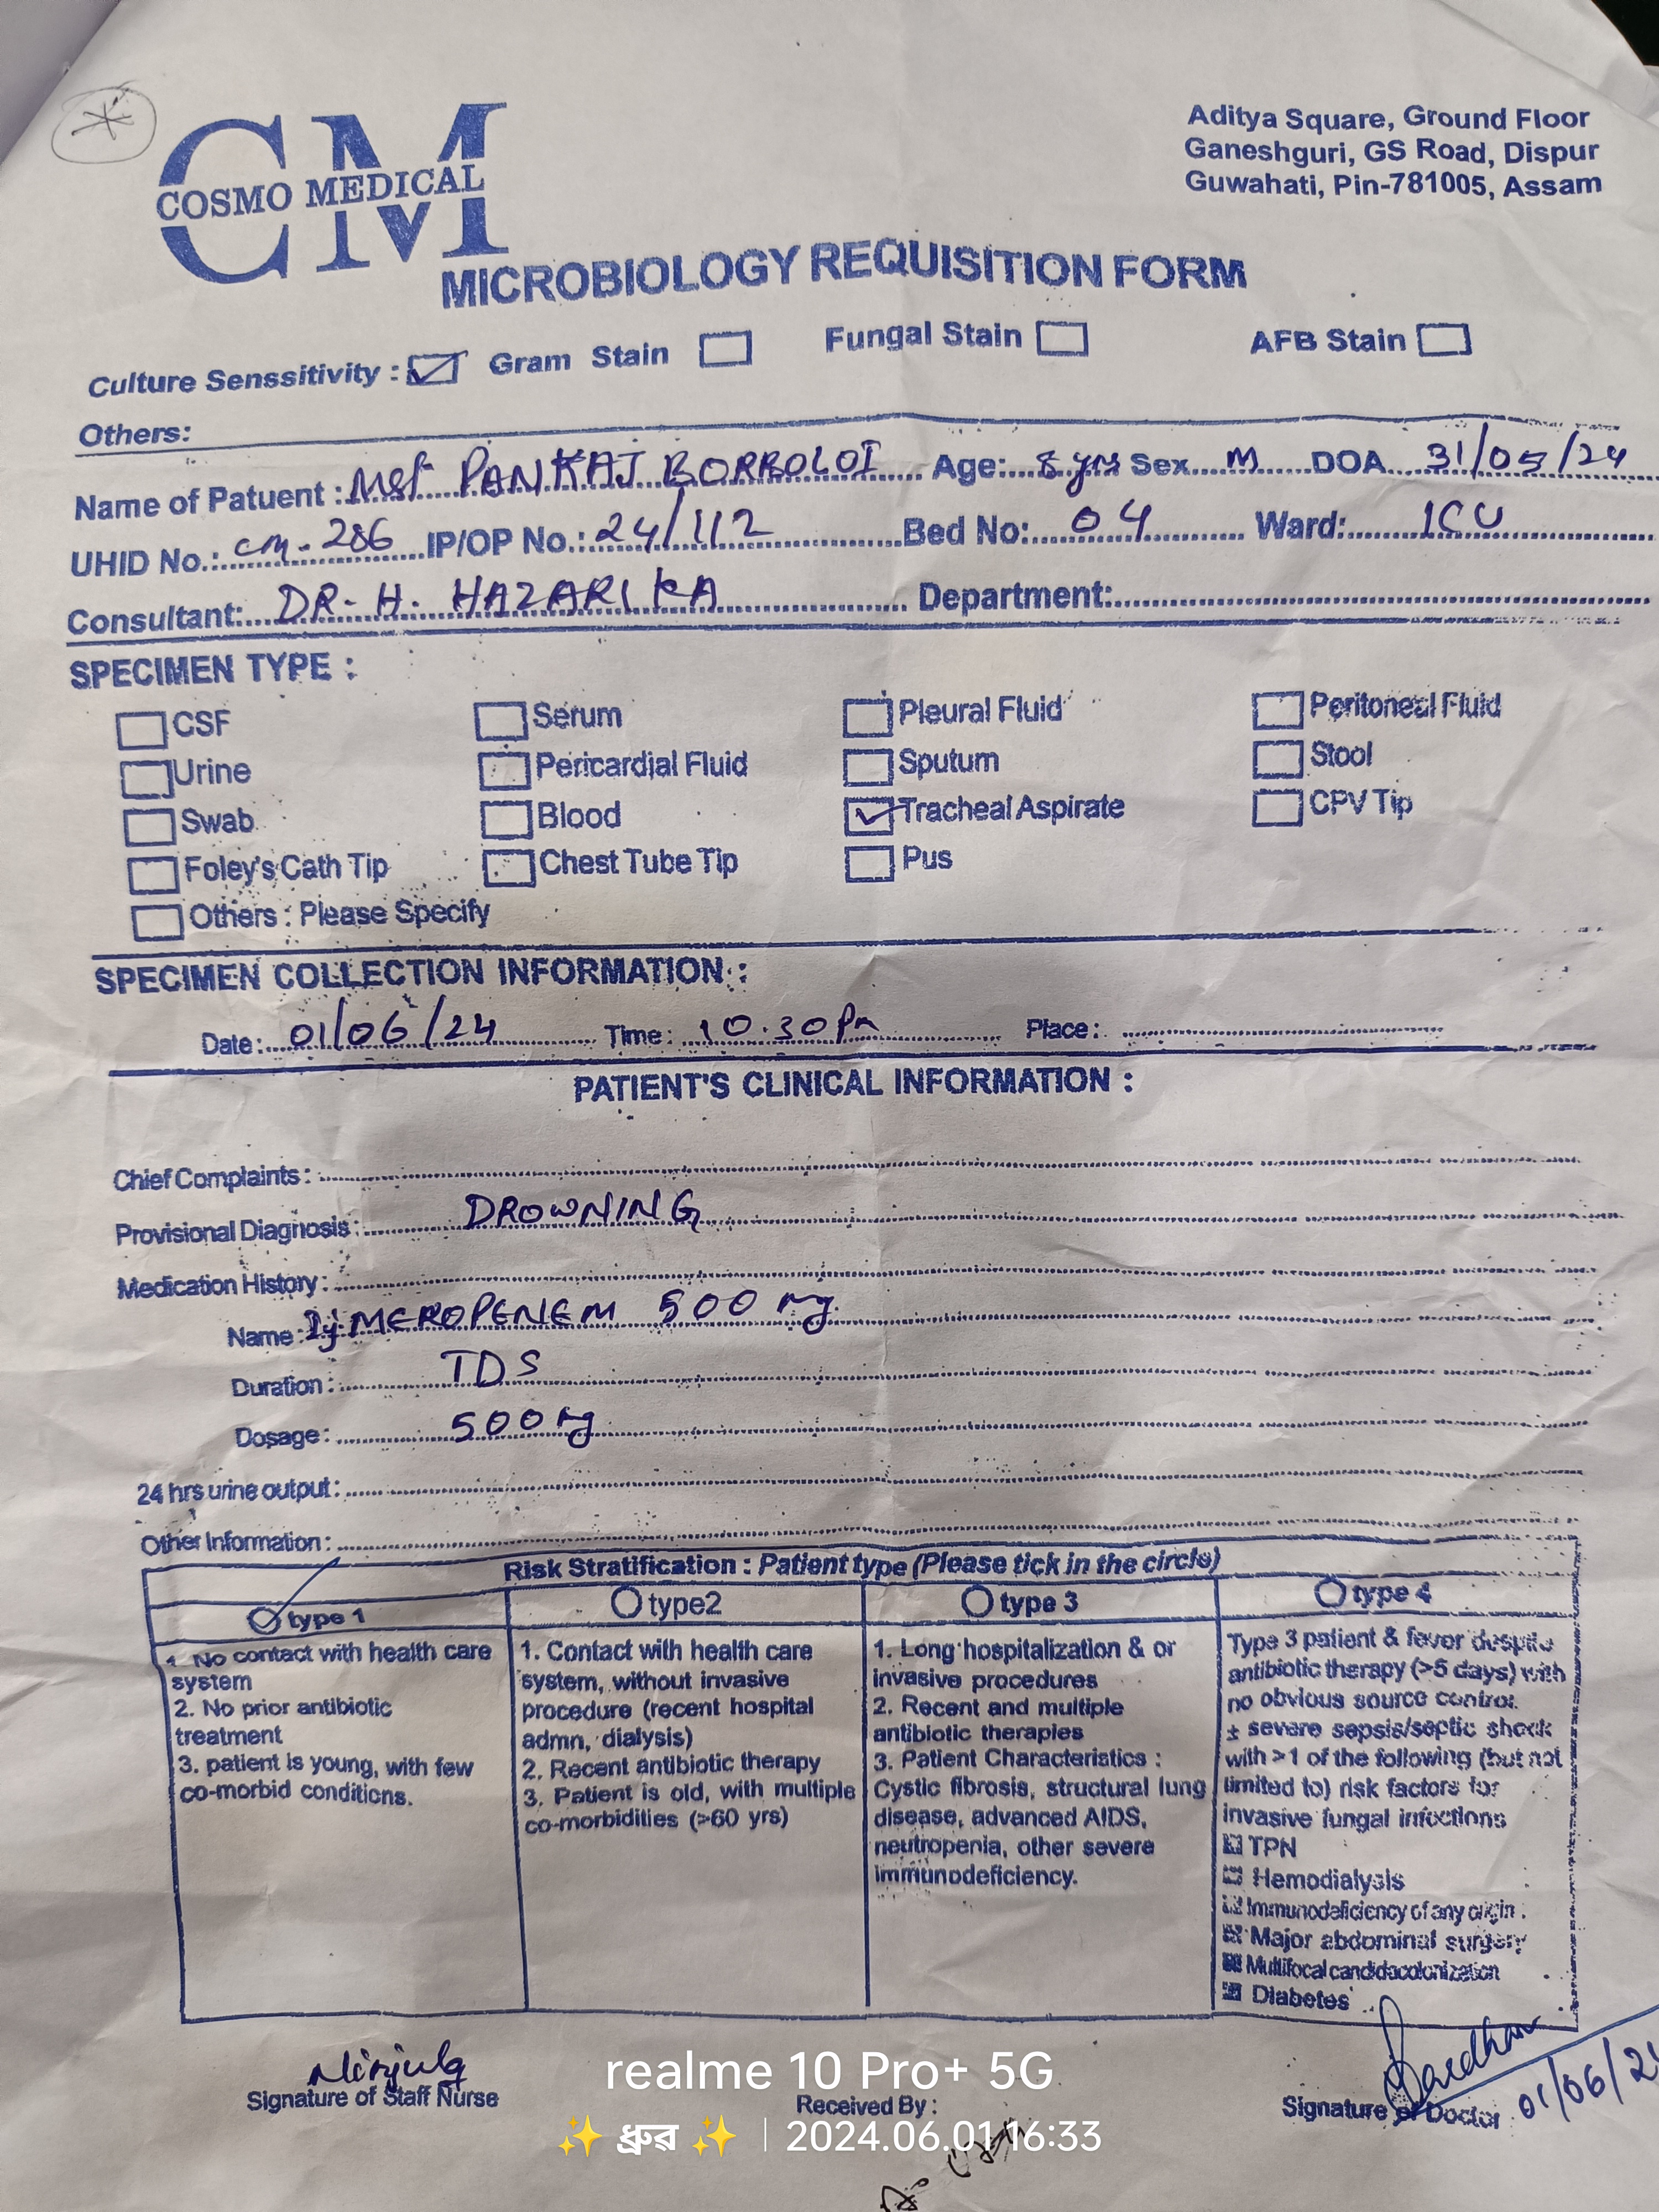 CM
COSMO MEDICAL
Aditya Square, Ground Floor
Ganeshguri, GS Road, Dispur
Guwahati, Pin-781005, Assam
MICROBIOLOGY REQUISITION FORM
Culture Senssitivity : Gram Stain Fungal Stain AFB Stain
Others:
Name of Patuent : Mst PANKAJ BORBOLOI Age: 8 yrs Sex M DOA 31/05/24
UHID No.: cm-286 IP/OP No.: 24/112 Bed No: 04 Ward: ICU
Consultant: DR. H. HAZARIKA Department:
SPECIMEN TYPE :
CSF Serum Pleural Fluid Peritoneal Fluid
Urine Pericardial Fluid Sputum Stool
Swab Blood Tracheal Aspirate CPV Tip
Foley's Cath Tip Chest Tube Tip Pus
Others : Please Specify
SPECIMEN COLLECTION INFORMATION :
Date: 01/06/24 Time: 10.30 Pm Place:
PATIENT'S CLINICAL INFORMATION :
Chief Complaints :
Provisional Diagnosis : DROWNING
Medication History :
Name : Inj MEROPENEM 500 mg
Duration : TDS
Dosage : 500 mg
24 hrs urine output :
Other Information :
Risk Stratification : Patient type (Please tick in the circle)
type 1 type2 type 3 type 4
1. No contact with health care
system
2. No prior antibiotic
treatment
3. patient is young, with few
co-morbid conditions.
1. Contact with health care
system, without invasive
procedure (recent hospital
admn, dialysis)
2. Recent antibiotic therapy
3. Patient is old, with multiple
co-morbidities (>60 yrs)
1. Long hospitalization & or
invasive procedures
2. Recent and multiple
antibiotic therapies
3. Patient Characteristics :
Cystic fibrosis, structural lung
disease, advanced AIDS,
neutropenia, other severe
immunodeficiency.
Type 3 patient & fever despite
antibiotic therapy (>5 days) with
no obvious source control.
± severe sepsis/septic shock
with >1 of the following (but not
limited to) risk factors for
invasive fungal infections
TPN
Hemodialysis
Immunodeficiency of any origin .
Major abdominal surgery
Multifocal candidacolonization
Diabetes
Signature of Staff Nurse
Received By :
Signature of Doctor : 01/06/24
realme 10 Pro+ 5G
✨ ধ্ৰুৱ ✨ | 2024.06.01 16:33